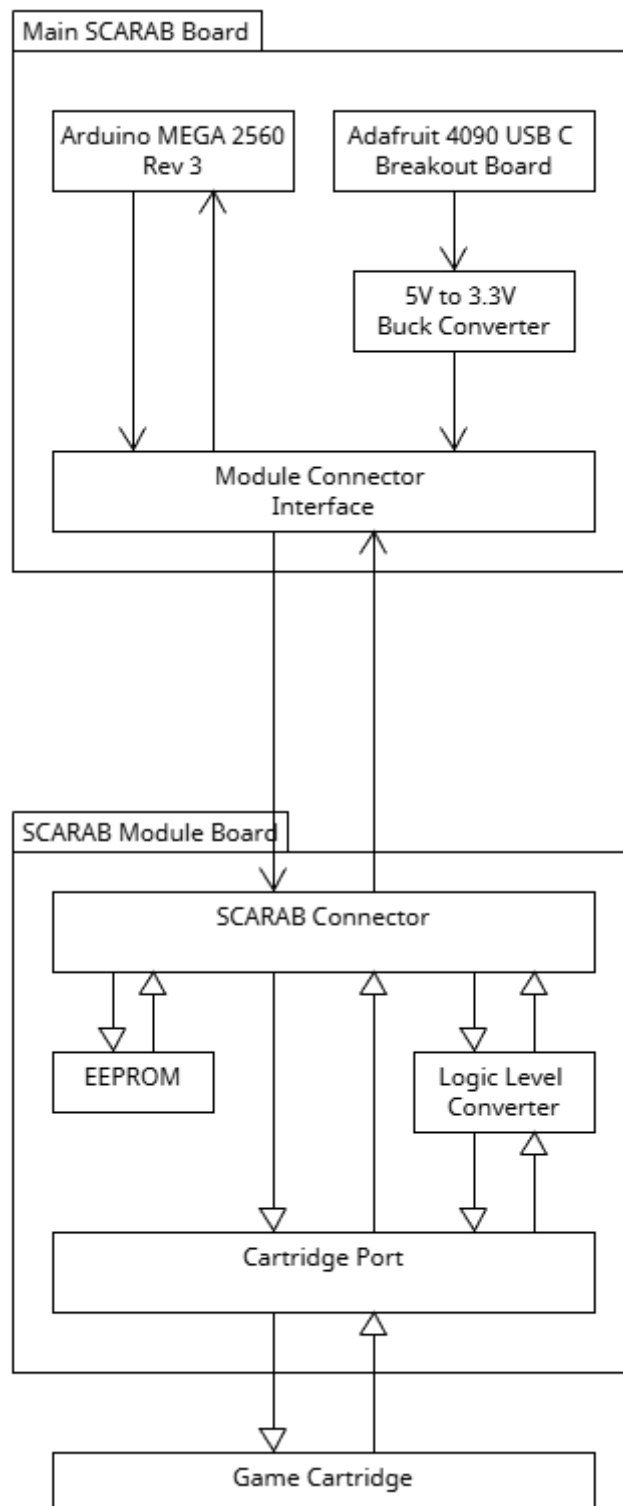 Main SCARAB Board
Arduino MEGA 2560
Rev 3
Adafruit 4090 USB C
Breakout Board
5V to 3.3V
Buck Converter
Module Connector
Interface
SCARAB Module Board
SCARAB Connector
EEPROM
Logic Level
Converter
Cartridge Port
Game Cartridge